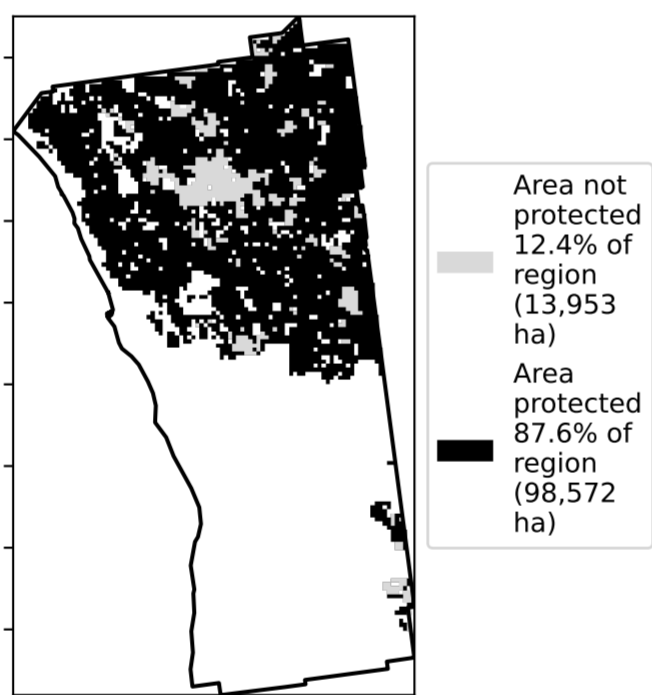 Area not
protected
12.4% of
region
(13,953
ha)
Area
protected
87.6% of
region
(98,572
ha)